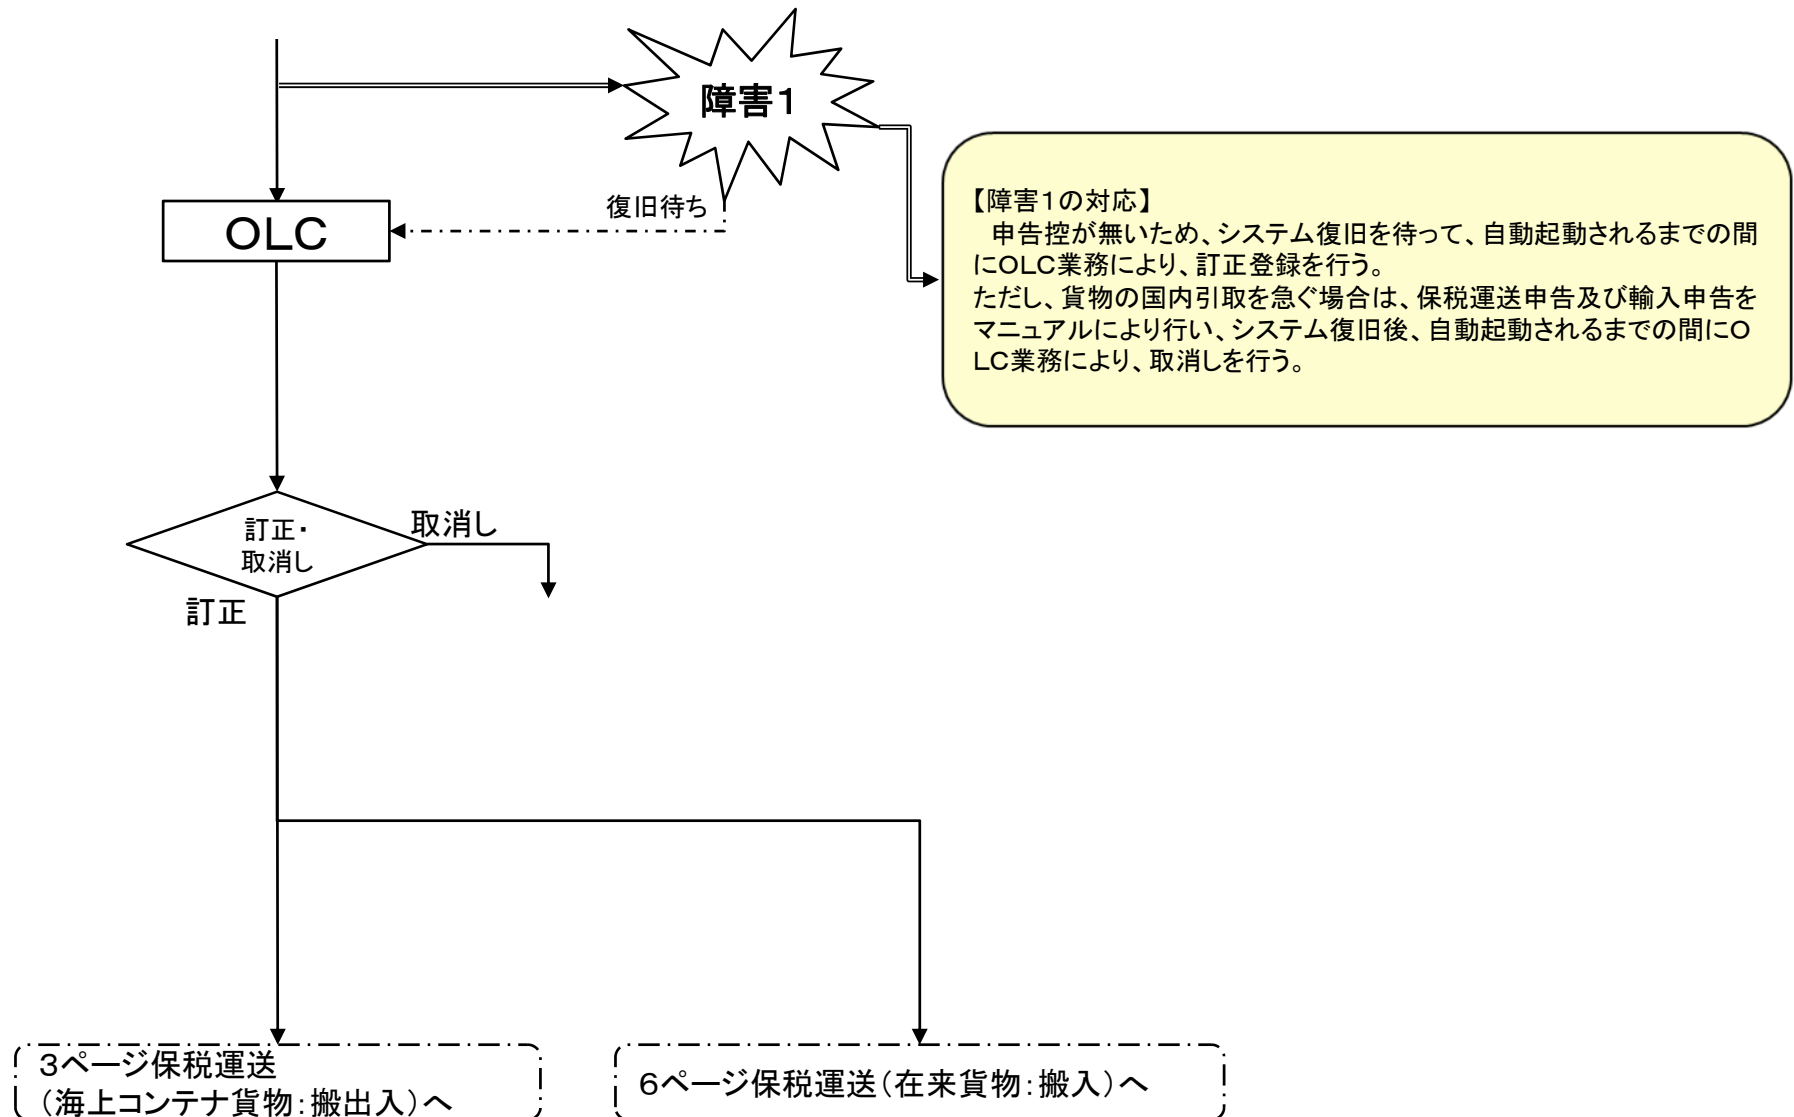 障害1
復旧待ち
OLC
【障害1の対応】
　申告控が無いため、システム復旧を待って、自動起動されるまでの間
にOLC業務により、訂正登録を行う。
ただし、貨物の国内引取を急ぐ場合は、保税運送申告及び輸入申告を
マニュアルにより行い、システム復旧後、自動起動されるまでの間にO
LC業務により、取消しを行う。
訂正・
取消し
取消し
訂正
3ページ保税運送
（海上コンテナ貨物：搬出入）へ
6ページ保税運送（在来貨物：搬入）へ